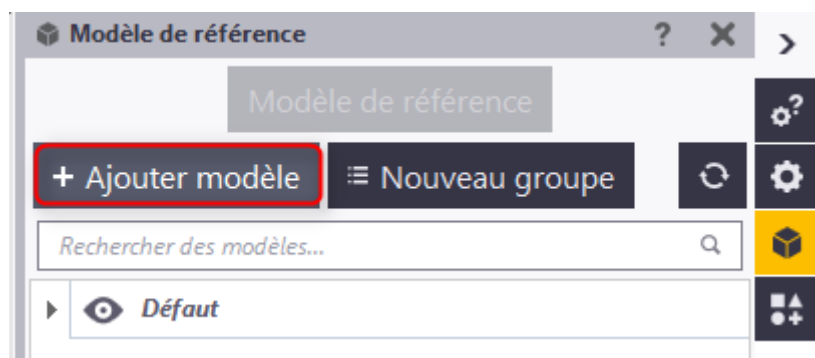 Modèle de référence ?
Modèle de référence
+ Ajouter modèle Nouveau groupe
Rechercher des modèles...
Défaut